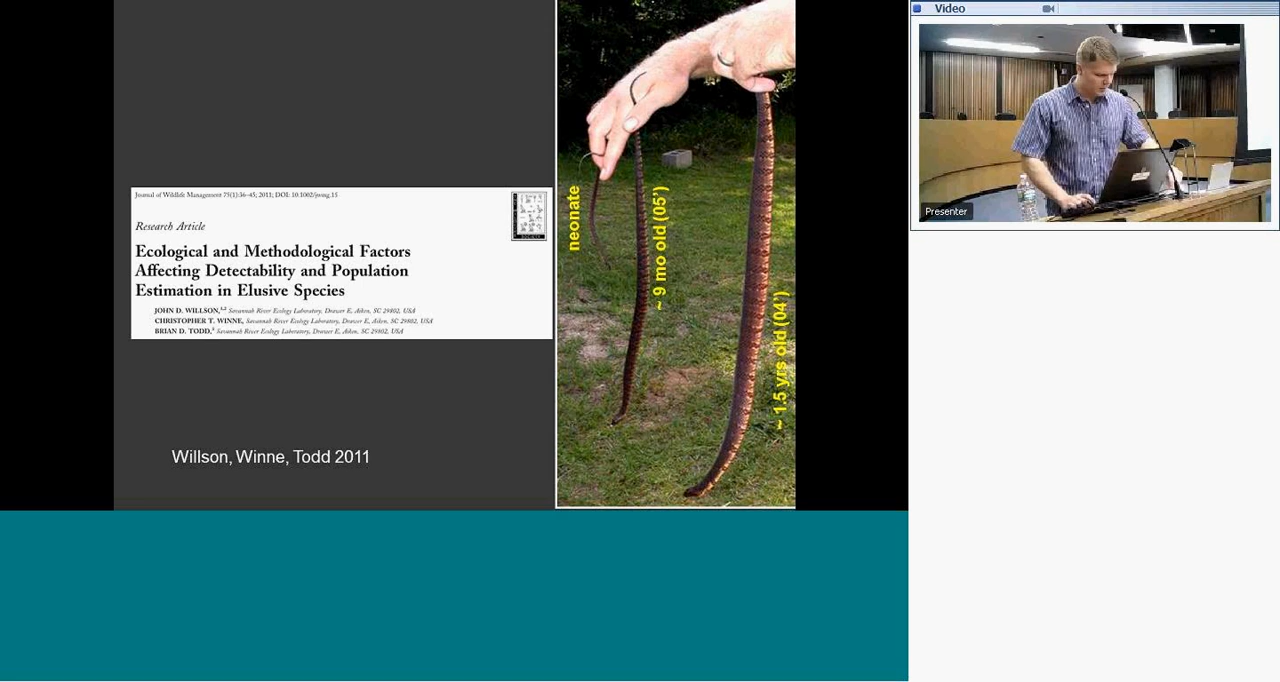 Journal of Wildlife Management 75(1):36–45; 2011; DOI: 10.1002/jwmg.15
Research Article
Ecological and Methodological Factors
Affecting Detectability and Population
Estimation in Elusive Species
JOHN D. WILLSON,1,2 Savannah River Ecology Laboratory, Drawer E, Aiken, SC 29802, USA
CHRISTOPHER T. WINNE, Savannah River Ecology Laboratory, Drawer E, Aiken, SC 29802, USA
BRIAN D. TODD,3 Savannah River Ecology Laboratory, Drawer E, Aiken, SC 29802, USA
Willson, Winne, Todd 2011
neonate
~ 9 mo old (05')
~ 1.5 yrs old (04')
Video
Presenter